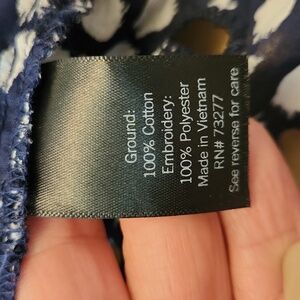 Ground:
100% Cotton
Embroidery:
100% Polyester
Made in Vietnam
RN# 73277
See reverse for care